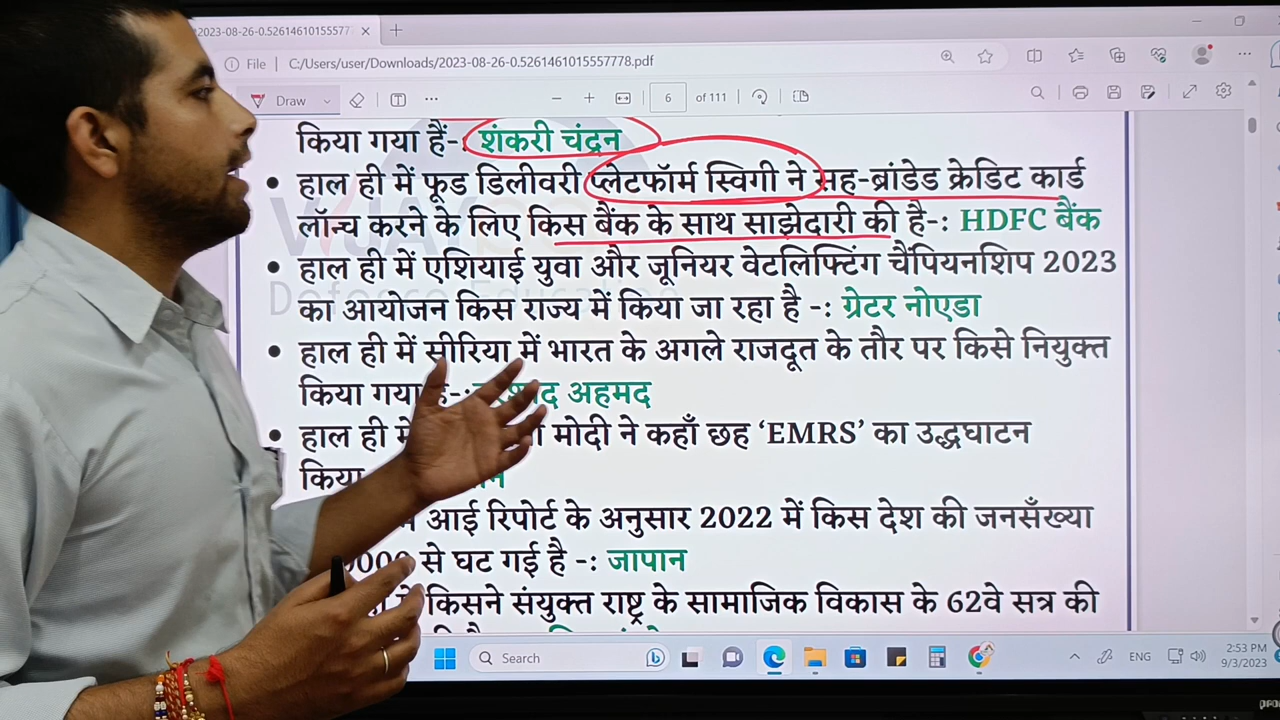 2023-08-26-0.52614610155577
File C:/Users/user/Downloads/2023-08-26-0.5261461015557778.pdf
Draw 6 of 111
किया गया हैं-: शंकरी चंद्रन
हाल ही में फूड डिलीवरी प्लेटफॉर्म स्विगी ने सह-ब्रांडेड क्रेडिट कार्ड
लॉन्च करने के लिए किस बैंक के साथ साझेदारी की है-: HDFC बैंक
हाल ही में एशियाई युवा और जूनियर वेटलिफ्टिंग चैंपियनशिप 2023
का आयोजन किस राज्य में किया जा रहा है -: ग्रेटर नोएडा
हाल ही में सीरिया में भारत के अगले राजदूत के तौर पर किसे नियुक्त
किया गया अहमद
हाल ही मोदी ने कहाँ छह ‘EMRS’ का उद्धघाटन
किया
आई रिपोर्ट के अनुसार 2022 में किस देश की जनसँख्या
से घट गई है -: जापान
किसने संयुक्त राष्ट्र के सामाजिक विकास के 62वे सत्र की
Search
ENG
2:53 PM
9/3/2023